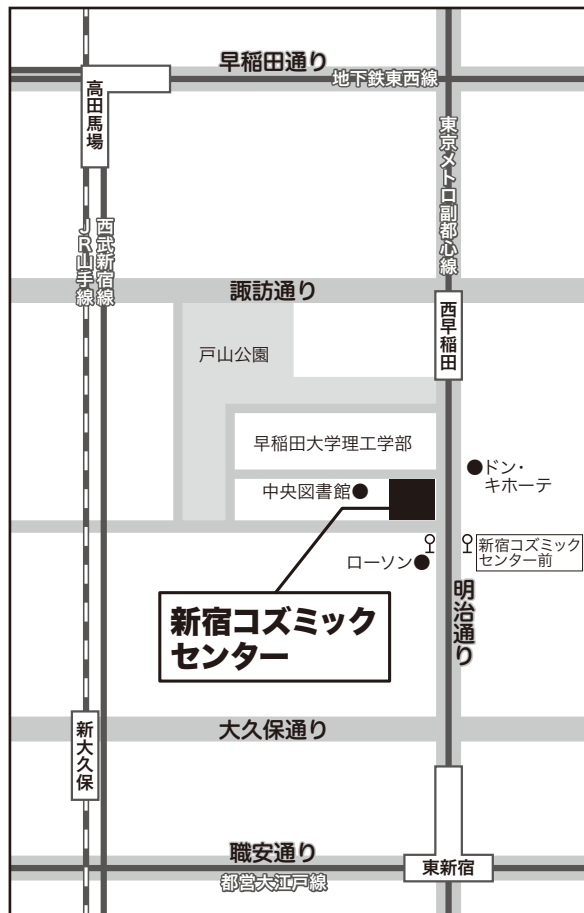 早稲田通り
地下鉄東西線
高田馬場
東京メトロ副都心線
西武新宿線
JR山手線
諏訪通り
西早稲田
戸山公園
早稲田大学理工学部
ドン・
キホーテ
中央図書館
新宿コズミック
センター前
ローソン
新宿コズミック
センター
明治通り
大久保通り
新大久保
職安通り
都営大江戸線
東新宿